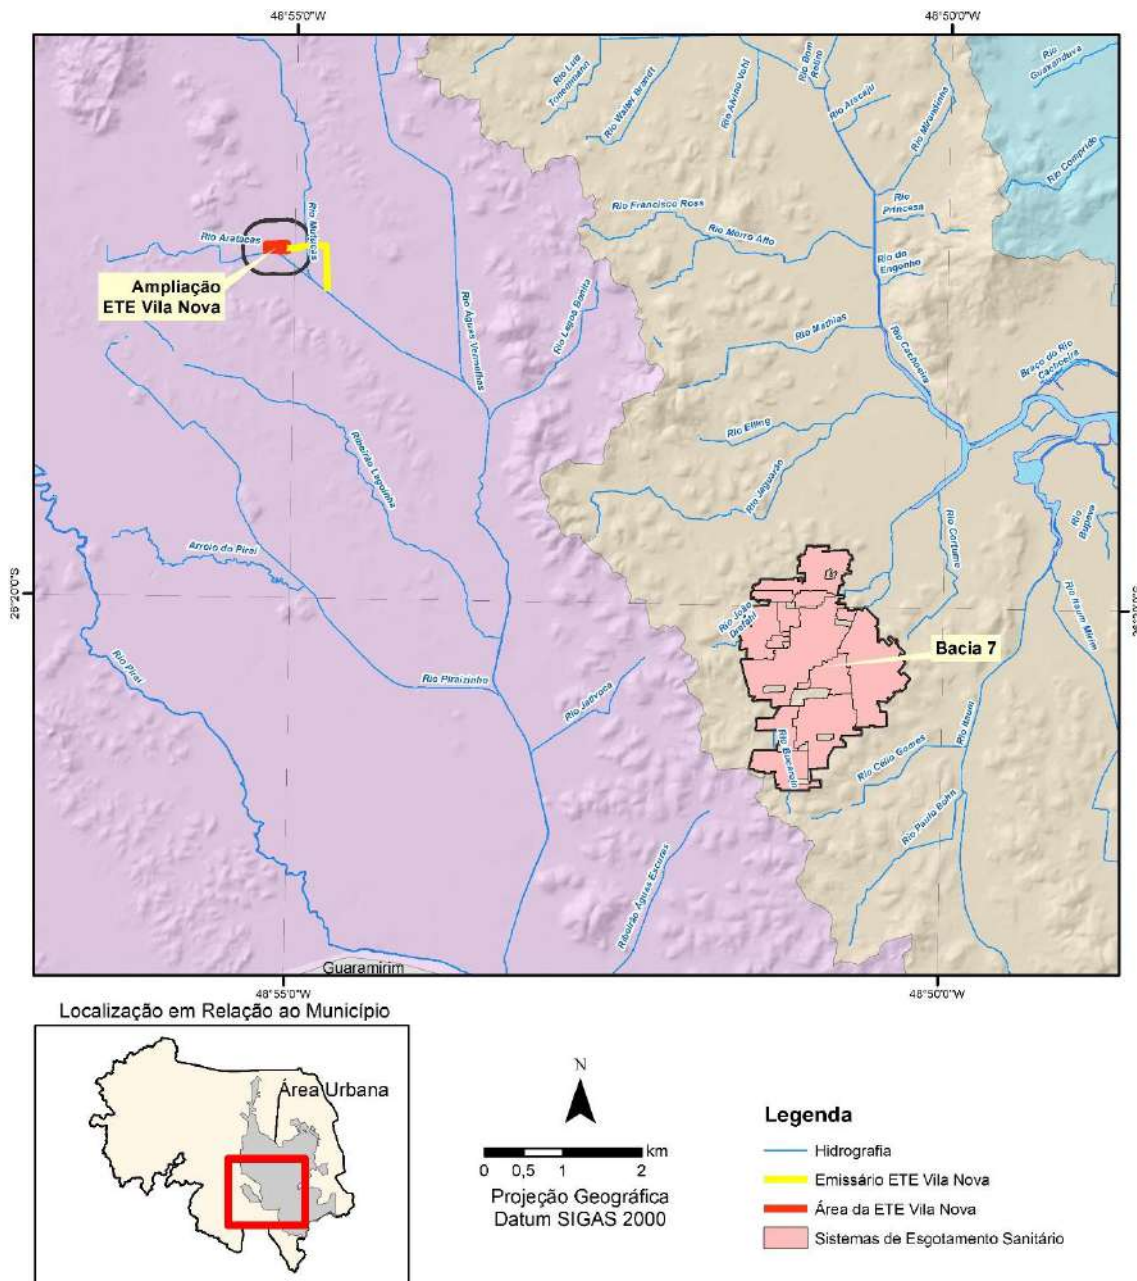 48°55'0"W
48°50'0"W
Rio Luiz
Tonnemann
Rio Walter Brandt
Rio Alvino Vohl
Rio Bom
Retiro
Rio Aracaju
Rio Mirandinha
Rio
Guaxanduva
Rio Comprido
Rio Francisco Roos
Rio Morro Alto
Rio
Princesa
Rio do
Engenho
Rio Aratacas
Rio Motucas
Ampliação
ETE Vila Nova
Rio Águas Vermelhas
Rio Lagoa Bonita
Rio Mathias
Rio Cachoeira
Braço do Rio
Cachoeira
Ribeirão Lagoinha
Rio Elling
Rio Jaguarão
Rio Curtume
Rio
Bupeva
Arroio do Piraí
26°20'0"S
Rio João
Drefahl
Rio Itaum Mirim
Bacia 7
Rio Piraí
Rio Piraizinho
Rio Jativoca
Rio Bucarein
Rio Itaum
Rio Célio Gomes
Rio Paulo Bohn
Ribeirão Águas Escuras
Guaramirim
48°55'0"W
48°50'0"W
Localização em Relação ao Município
Área Urbana
N
0 0,5 1 2 km
Projeção Geográfica
Datum SIGAS 2000
Legenda
Hidrografia
Emissário ETE Vila Nova
Área da ETE Vila Nova
Sistemas de Esgotamento Sanitário